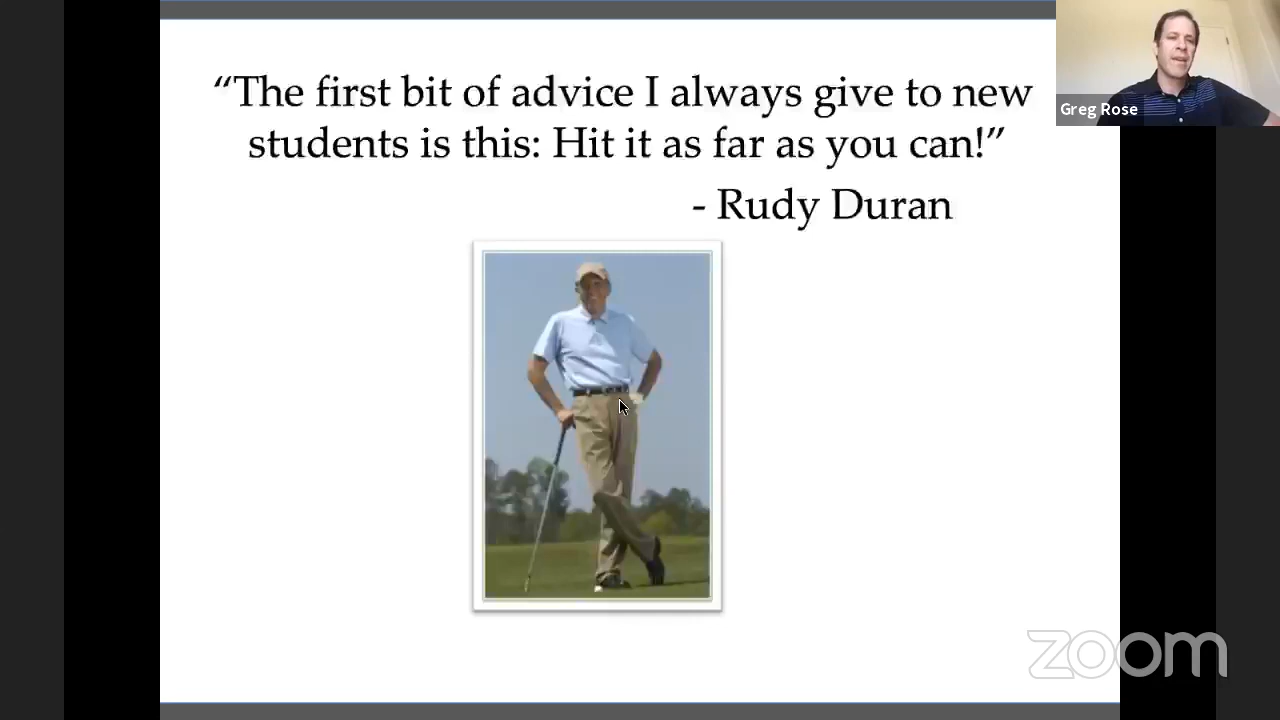 “The first bit of advice I always give to new
students is this: Hit it as far as you can!”
- Rudy Duran
Greg Rose
zoom